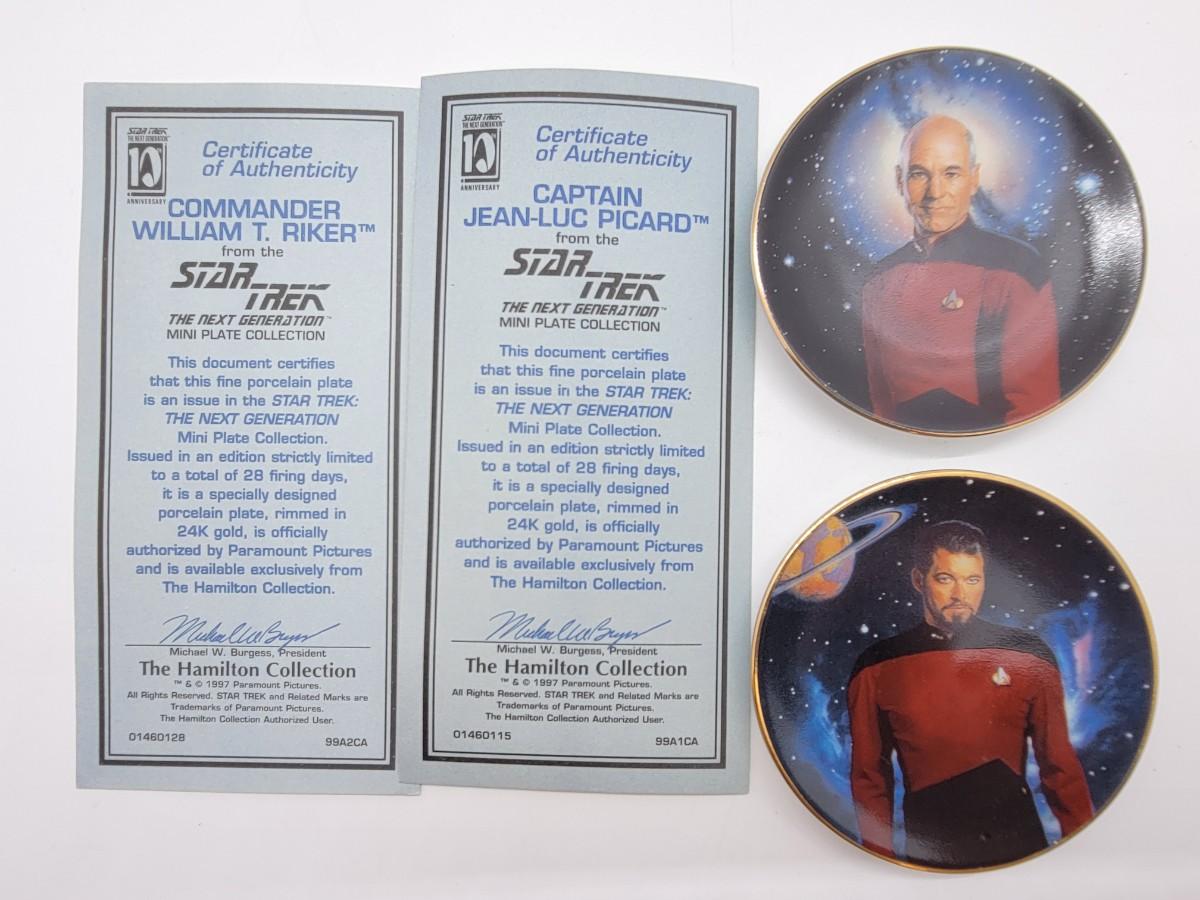 STAR TREK
THE NEXT GENERATION
10
ANNIVERSARY
Certificate
of Authenticity
COMMANDER
WILLIAM T. RIKER™
from the
STAR
TREK
THE NEXT GENERATION™
MINI PLATE COLLECTION
This document certifies
that this fine porcelain plate
is an issue in the STAR TREK:
THE NEXT GENERATION
Mini Plate Collection.
Issued in an edition strictly limited
to a total of 28 firing days,
it is a specially designed
porcelain plate, rimmed in
24K gold, is officially
authorized by Paramount Pictures
and is available exclusively from
The Hamilton Collection.
Michael W. Burgess, President
The Hamilton Collection
™ & © 1997 Paramount Pictures.
All Rights Reserved. STAR TREK and Related Marks are
Trademarks of Paramount Pictures.
The Hamilton Collection Authorized User.
01460128 99A2CA
STAR TREK
THE NEXT GENERATION
10
ANNIVERSARY
Certificate
of Authenticity
CAPTAIN
JEAN-LUC PICARD™
from the
STAR
TREK
THE NEXT GENERATION™
MINI PLATE COLLECTION
This document certifies
that this fine porcelain plate
is an issue in the STAR TREK:
THE NEXT GENERATION
Mini Plate Collection.
Issued in an edition strictly limited
to a total of 28 firing days,
it is a specially designed
porcelain plate, rimmed in
24K gold, is officially
authorized by Paramount Pictures
and is available exclusively from
The Hamilton Collection.
Michael W. Burgess, President
The Hamilton Collection
™ & © 1997 Paramount Pictures.
All Rights Reserved. STAR TREK and Related Marks are
Trademarks of Paramount Pictures.
The Hamilton Collection Authorized User.
01460115 99A1CA